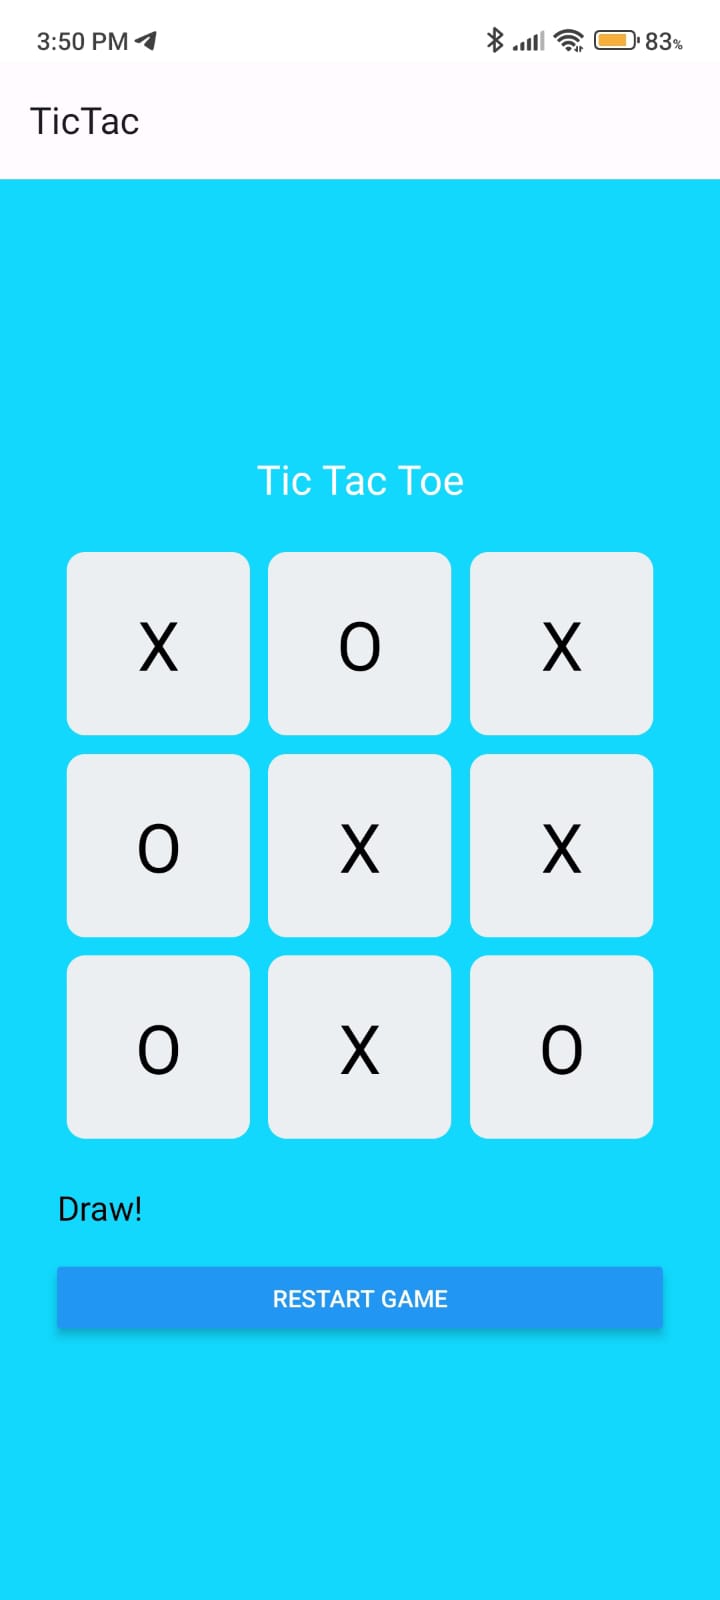 3:50 PM 83%
TicTac
Tic Tac Toe
X O X
O X X
O X O
Draw!
RESTART GAME